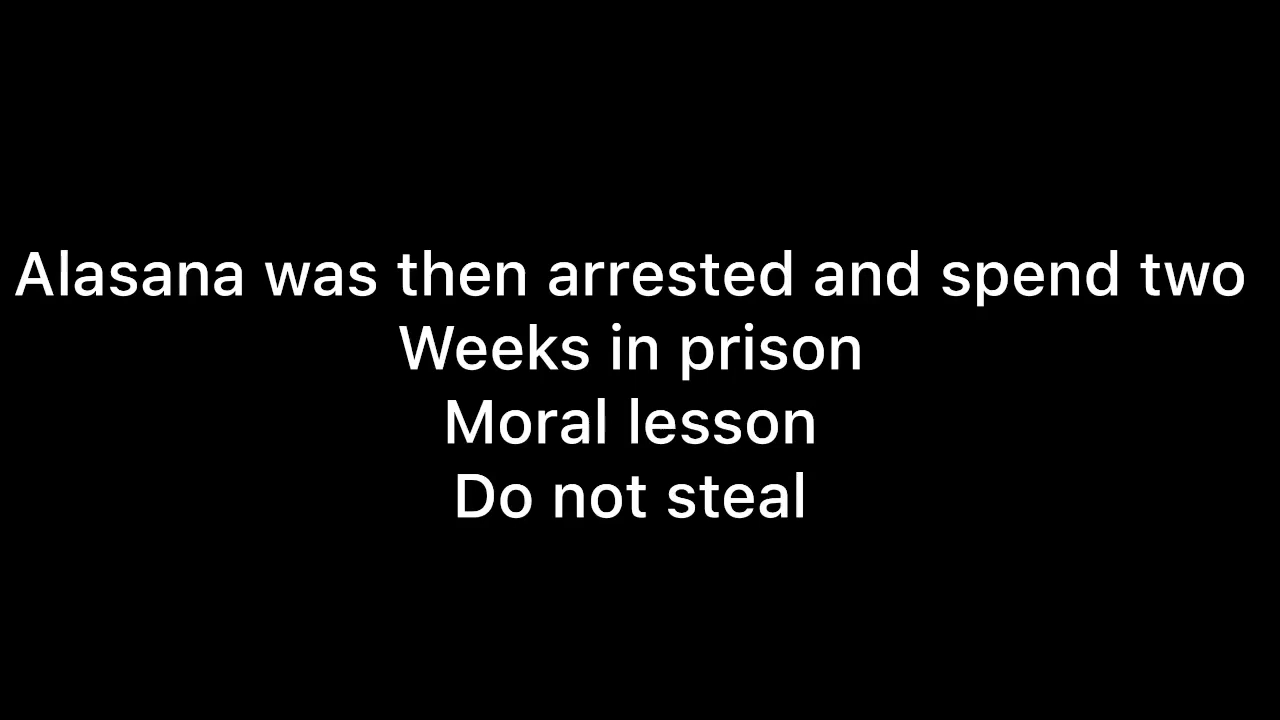 Alasana was then arrested and spend two
Weeks in prison
Moral lesson
Do not steal